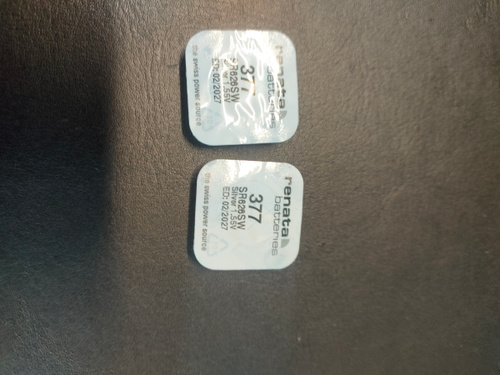 renata
batteries
377
SR626SW
Silver 1.55V
ED: 02/2027
the swiss power source
renata
batteries
377
SR626SW
Silver 1.55V
ED: 02/2027
the swiss power source